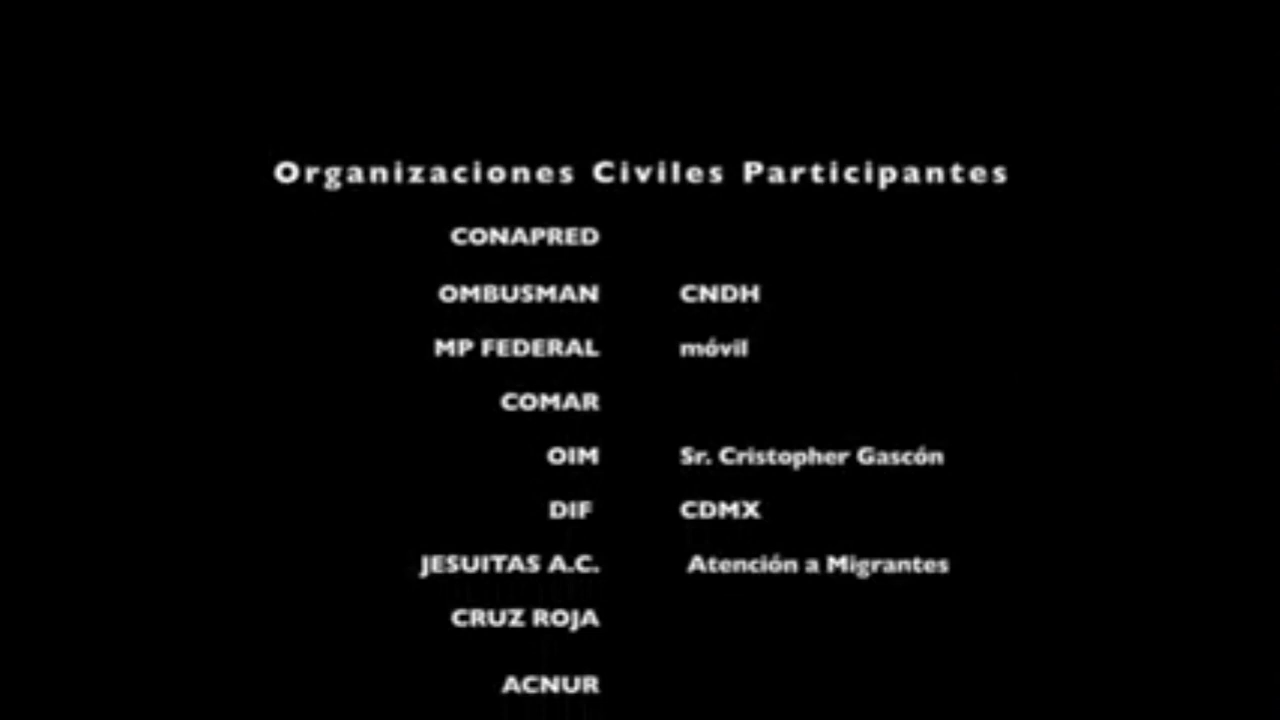 Organizaciones Civiles Participantes
CONAPRED
OMBUSMAN CNDH
MP FEDERAL móvil
COMAR
OIM Sr. Cristopher Gascón
DIF CDMX
JESUITAS A.C. Atención a Migrantes
CRUZ ROJA
ACNUR